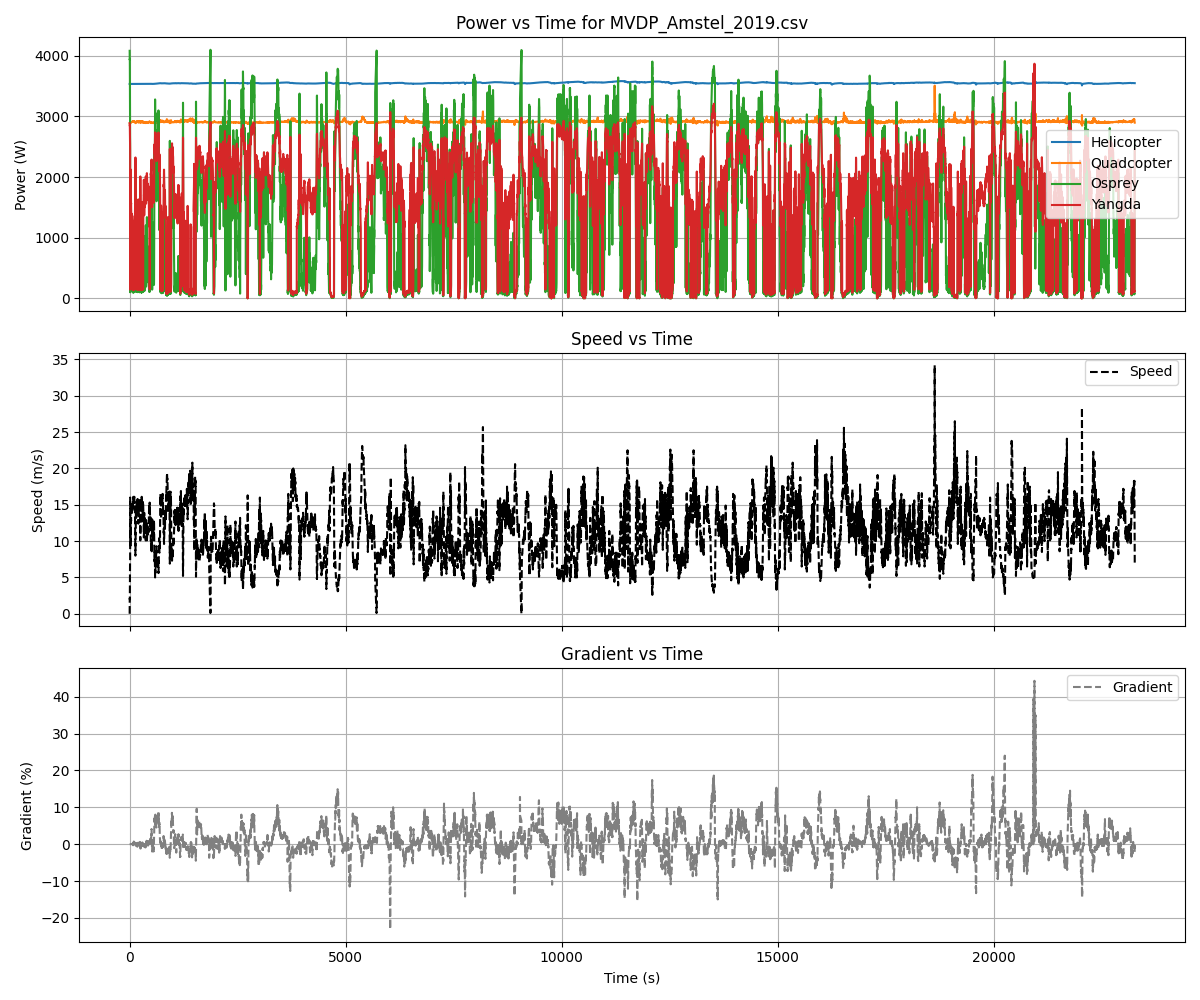 Power vs Time for MVDP_Amstel_2019.csv
4000
3000
2000
1000
0
Power (W)
Helicopter
Quadcopter
Osprey
Yangda
Speed vs Time
35
30
25
20
15
10
5
0
Speed (m/s)
Speed
Gradient vs Time
40
30
20
10
0
−10
−20
Gradient (%)
Gradient
0 5000 10000 15000 20000
Time (s)